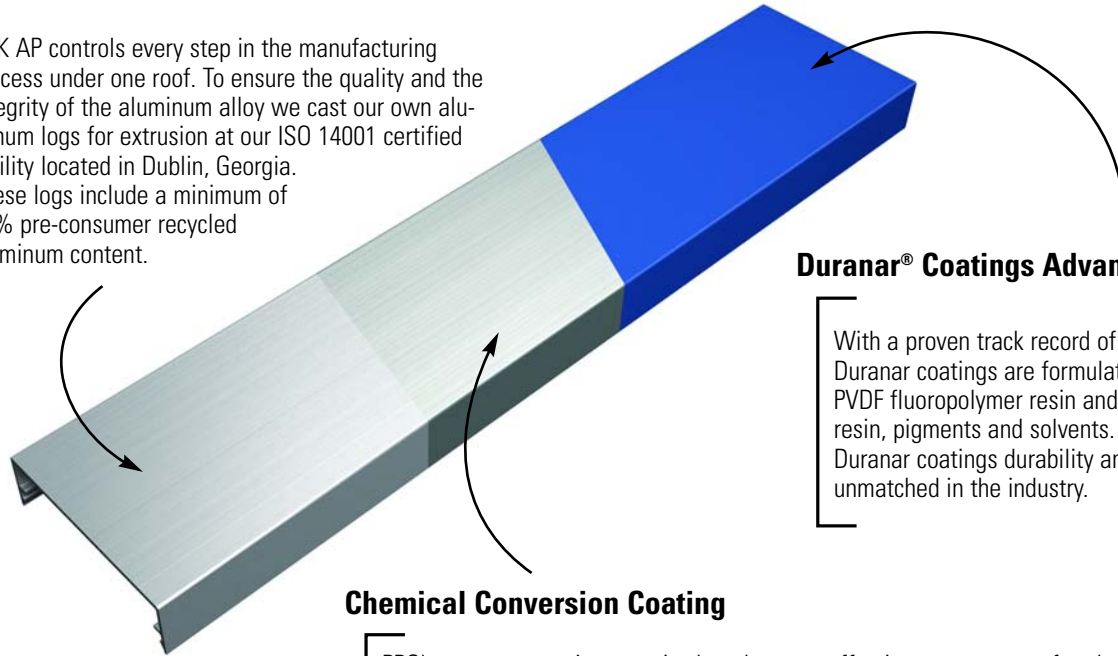 K AP controls every step in the manufacturing
cess under one roof. To ensure the quality and the
egrity of the aluminum alloy we cast our own alu-
num logs for extrusion at our ISO 14001 certified
ility located in Dublin, Georgia.
ese logs include a minimum of
% pre-consumer recycled
minum content.
Duranar® Coatings Advan
With a proven track record of
Duranar coatings are formulat
PVDF fluoropolymer resin and
resin, pigments and solvents.
Duranar coatings durability an
unmatched in the industry.
Chemical Conversion Coating